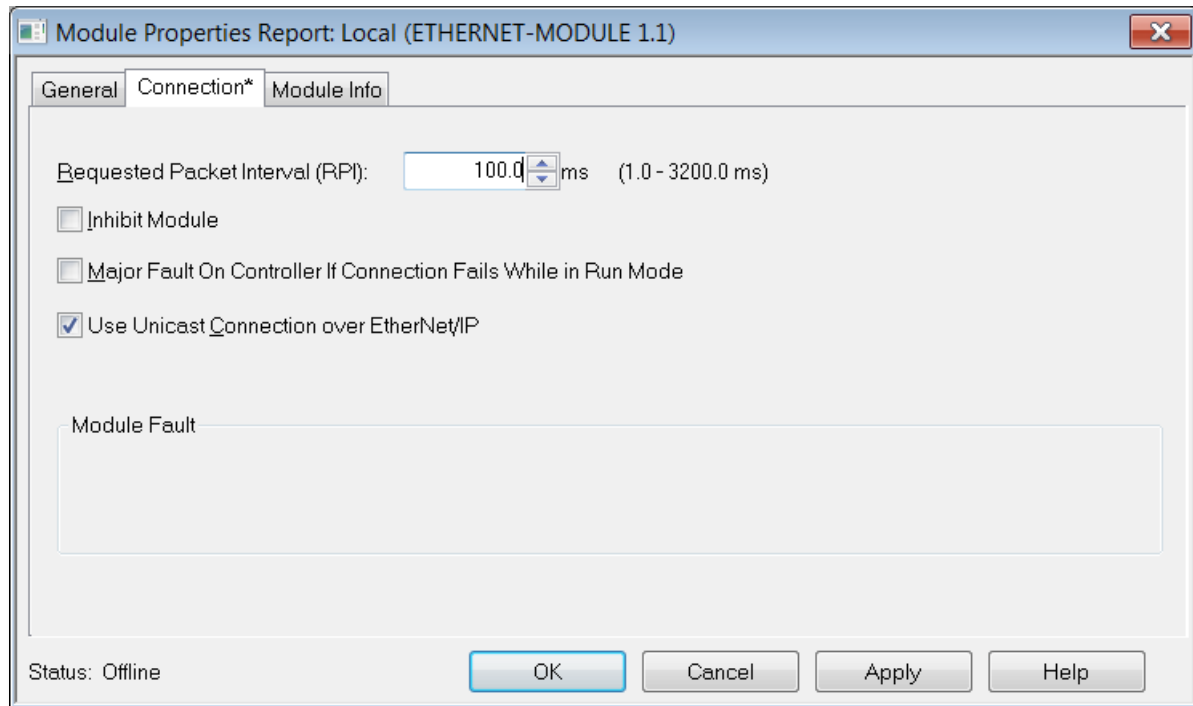 Module Properties Report: Local (ETHERNET-MODULE 1.1)
General Connection* Module Info
Requested Packet Interval (RPI): 100.0 ms (1.0 - 3200.0 ms)
Inhibit Module
Major Fault On Controller If Connection Fails While in Run Mode
Use Unicast Connection over EtherNet/IP
Module Fault
Status: Offline OK Cancel Apply Help